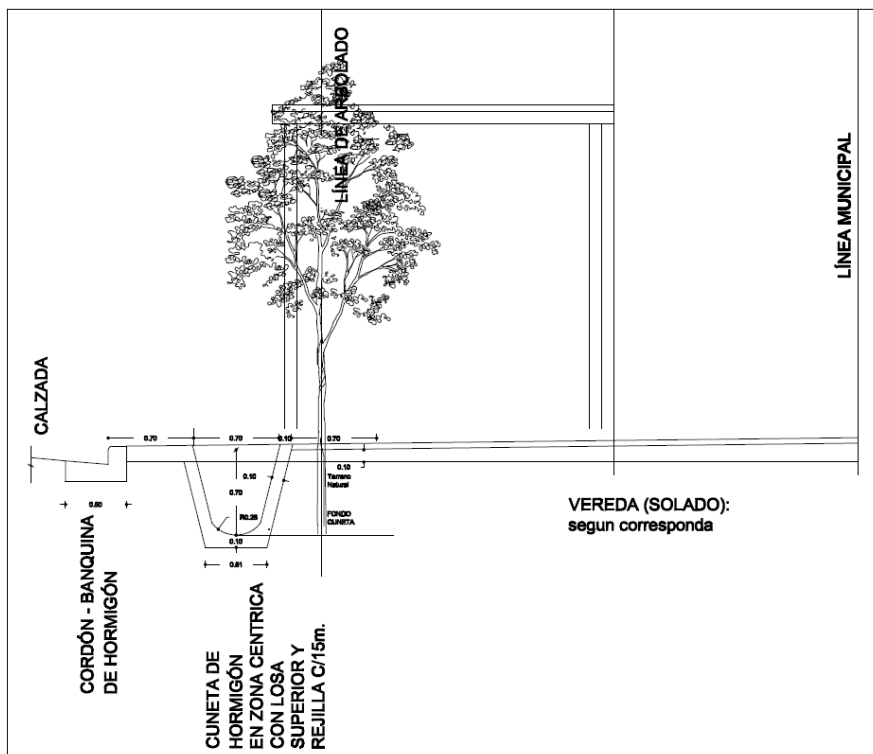 LÍNEA DE ARBOLADO
LÍNEA MUNICIPAL
CALZADA
0.70
0.70
0.10
0.70
0.10
0.70
0.10
Terreno
Natural
R0.25
FONDO
CUNETA
0.10
0.50
0.51
VEREDA (SOLADO):
segun corresponda
CORDÓN - BANQUINA
DE HORMIGÓN
CUNETA DE
HORMIGÓN
EN ZONA CENTRICA
CON LOSA
SUPERIOR Y
REJILLA C/15m.